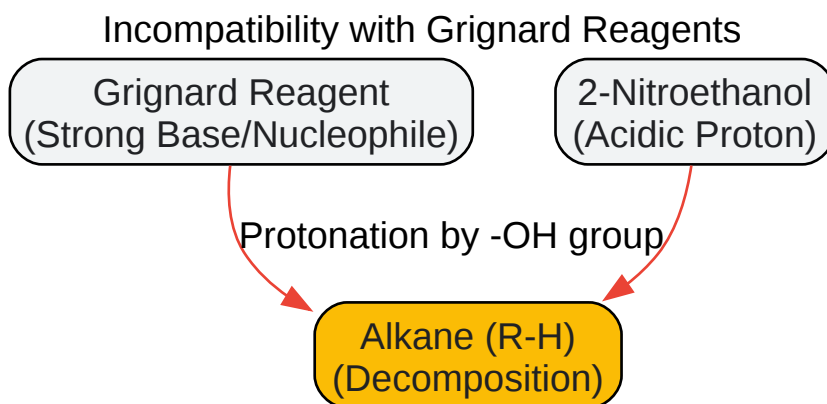 Incompatibility with Grignard Reagents
Grignard Reagent
(Strong Base/Nucleophile)
2-Nitroethanol
(Acidic Proton)
Protonation by -OH group
Alkane (R-H)
(Decomposition)